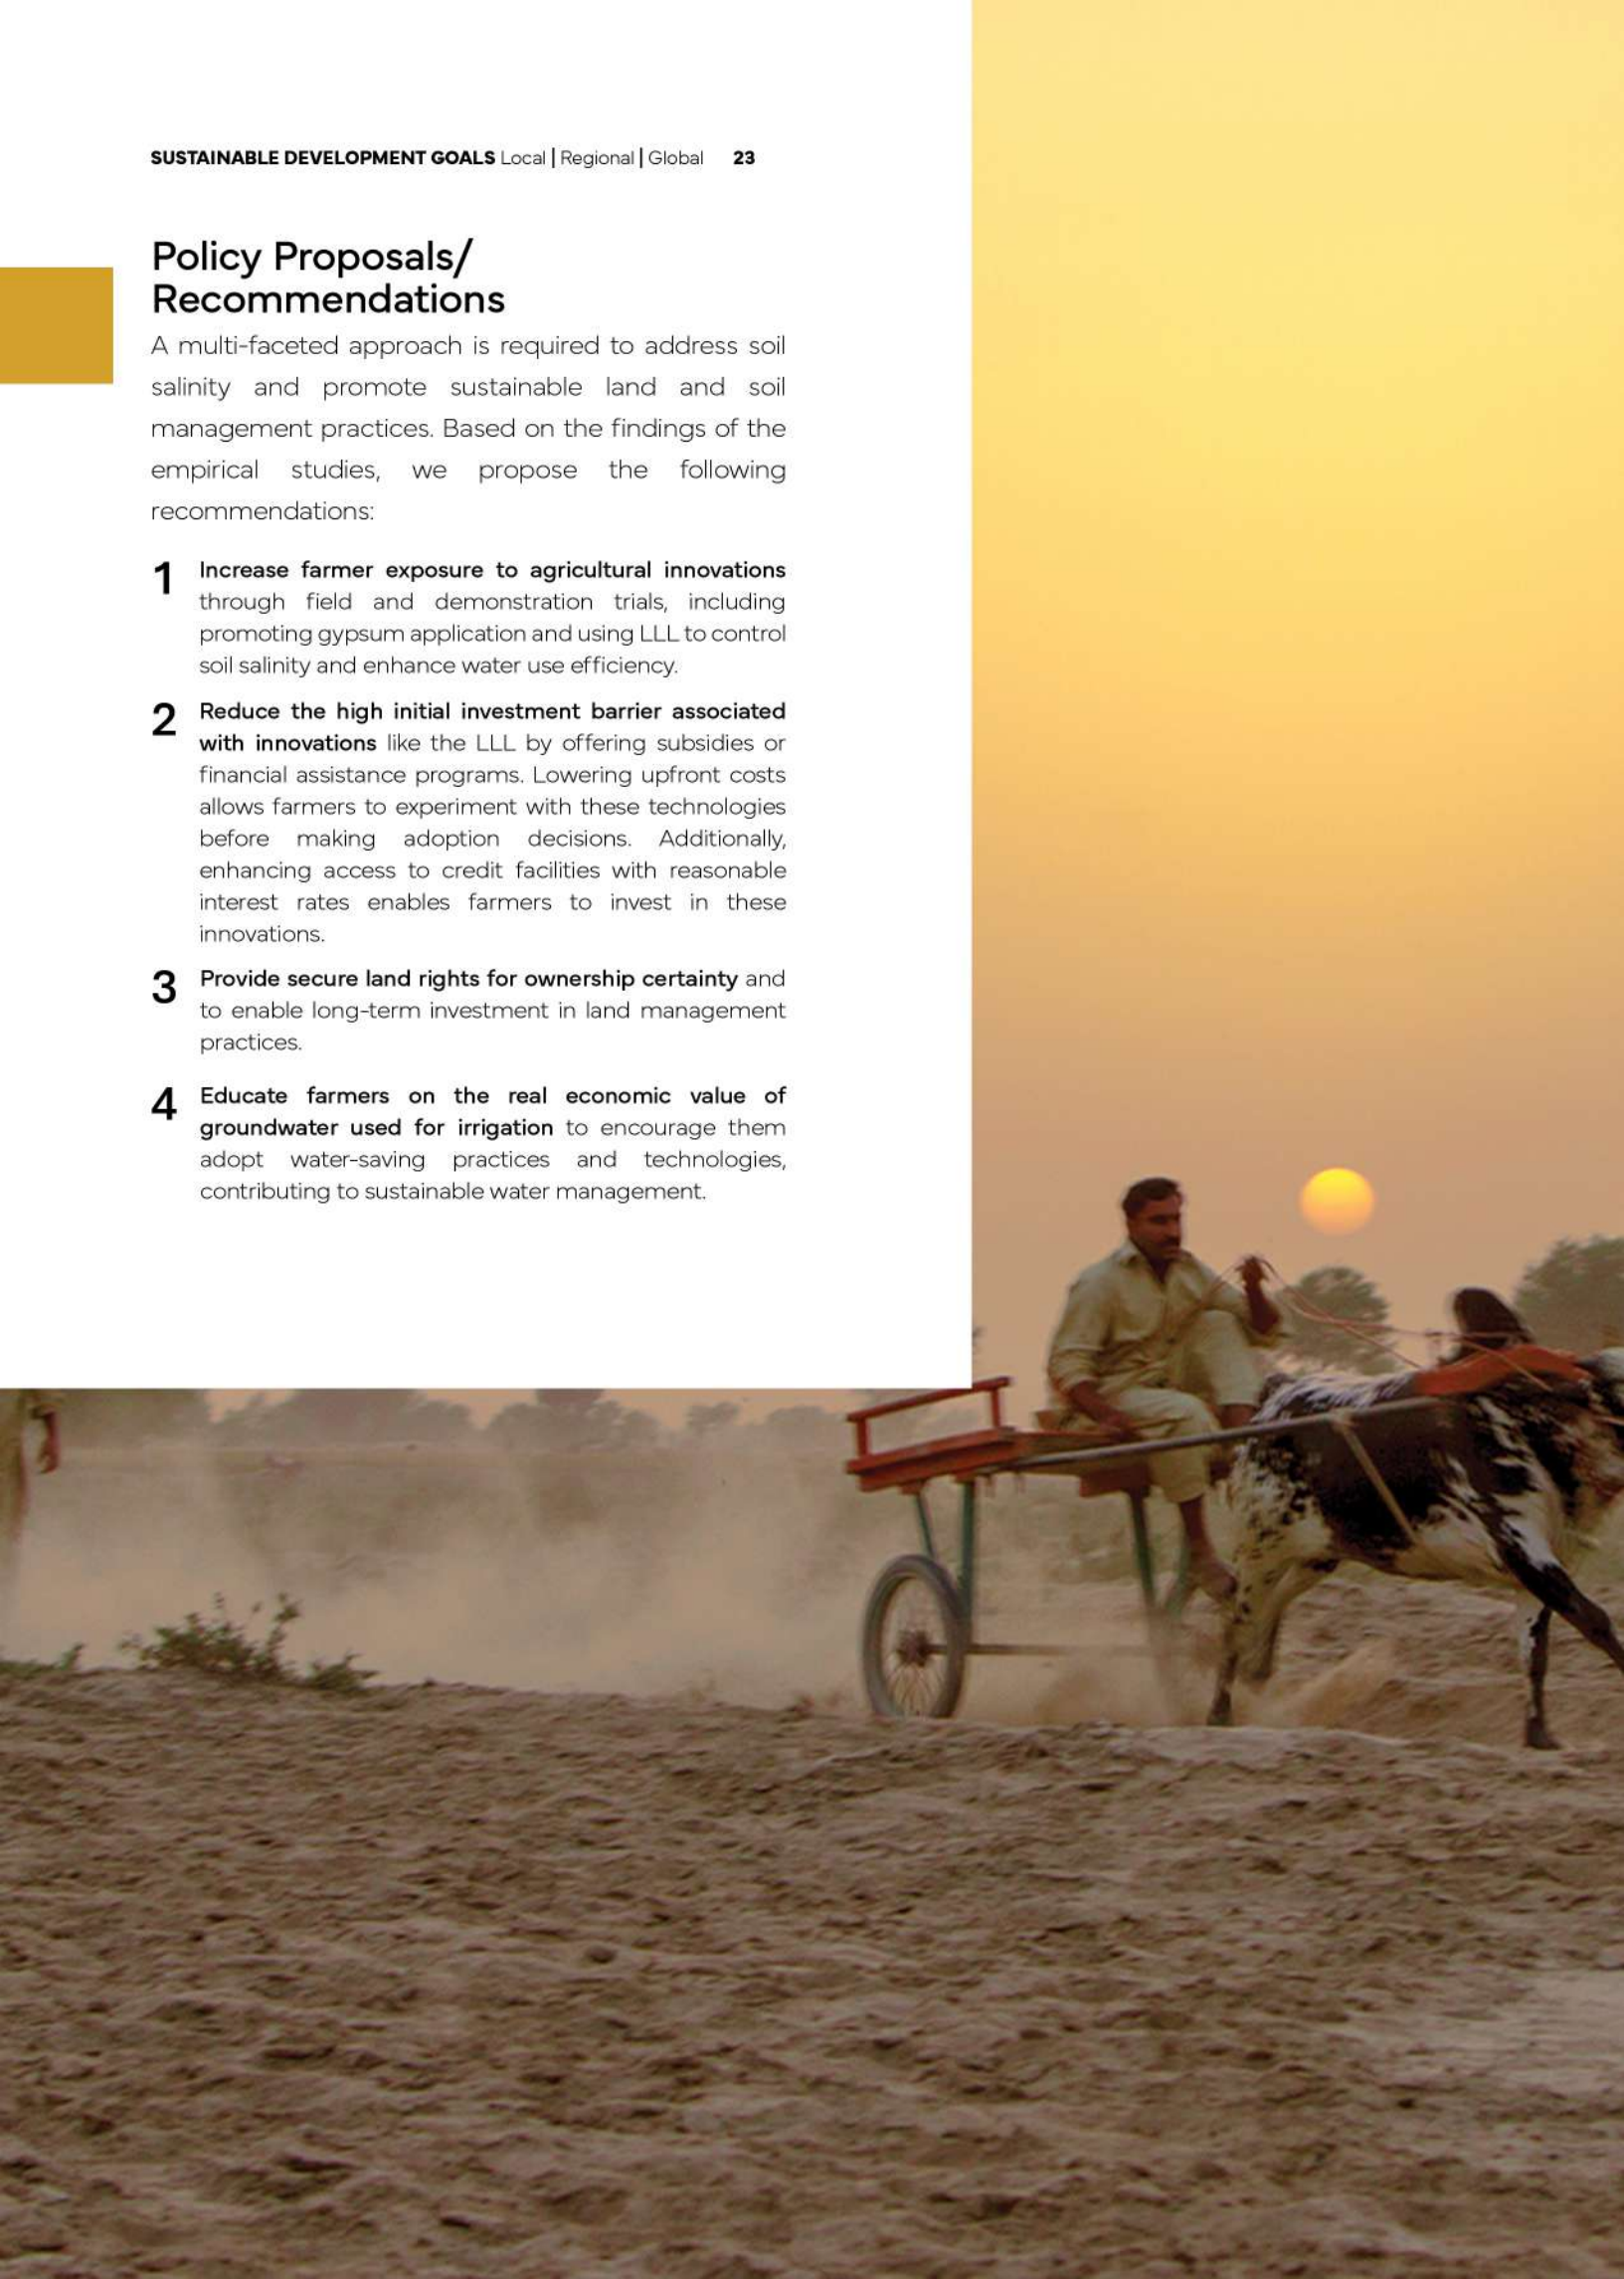 SUSTAINABLE DEVELOPMENT GOALS Local | Regional | Global 23
Policy Proposals/
Recommendations
A multi-faceted approach is required to address soil
salinity and promote sustainable land and soil
management practices. Based on the findings of the
empirical studies, we propose the following
recommendations:
1 Increase farmer exposure to agricultural innovations
through field and demonstration trials, including
promoting gypsum application and using LLL to control
soil salinity and enhance water use efficiency.
2 Reduce the high initial investment barrier associated
with innovations like the LLL by offering subsidies or
financial assistance programs. Lowering upfront costs
allows farmers to experiment with these technologies
before making adoption decisions. Additionally,
enhancing access to credit facilities with reasonable
interest rates enables farmers to invest in these
innovations.
3 Provide secure land rights for ownership certainty and
to enable long-term investment in land management
practices.
4 Educate farmers on the real economic value of
groundwater used for irrigation to encourage them
adopt water-saving practices and technologies,
contributing to sustainable water management.